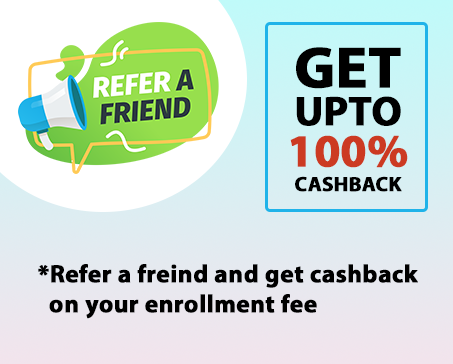 REFER A
FRIEND
GET
UPTO
100%
CASHBACK
*Refer a freind and get cashback
on your enrollment fee